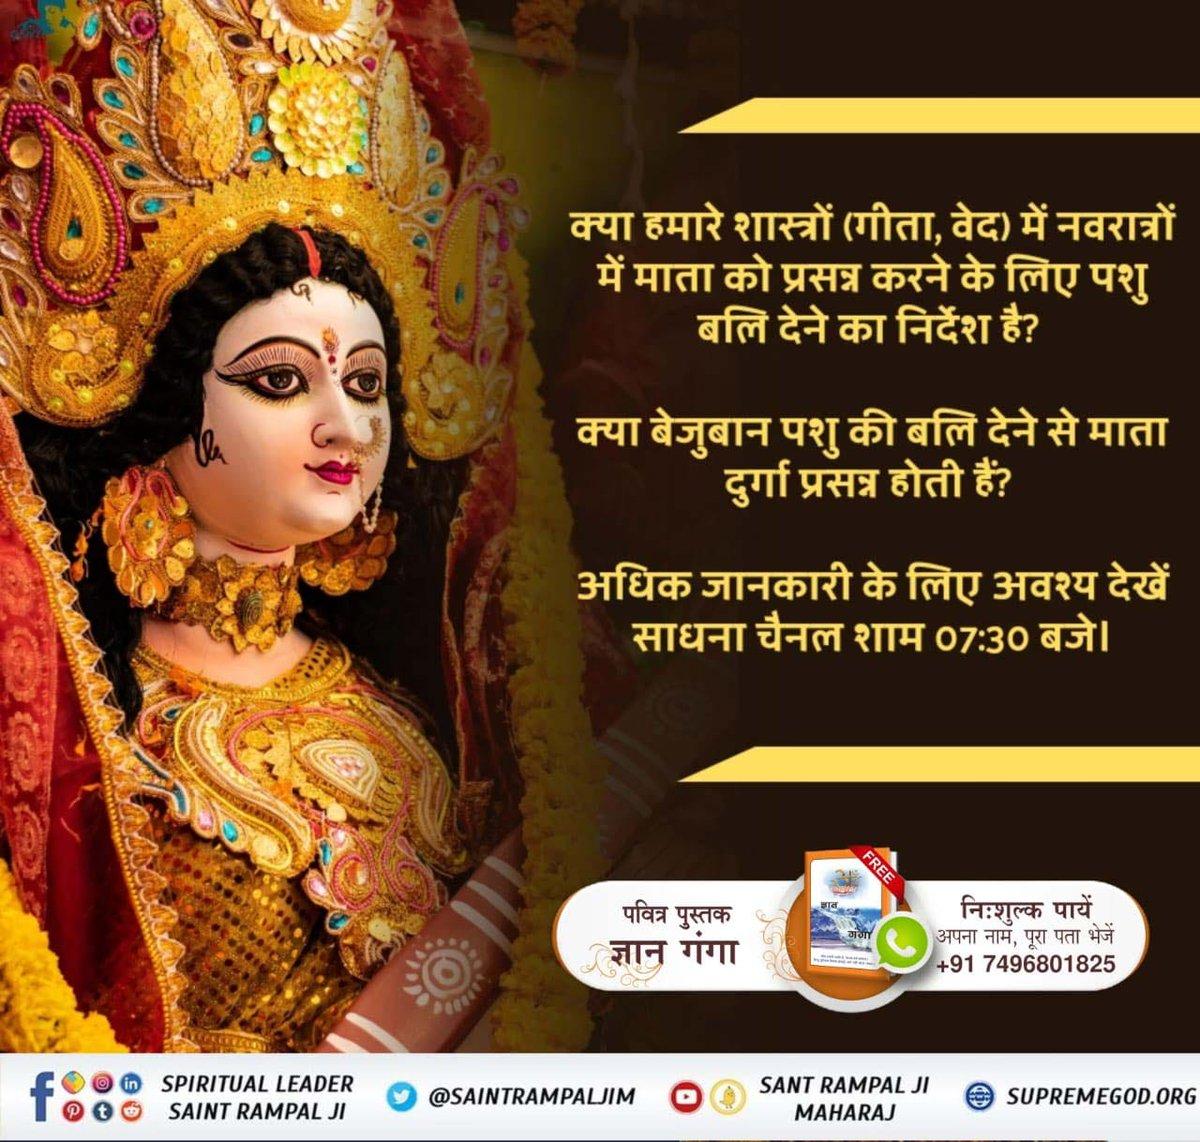 क्या हमारे शास्त्रों (गीता, वेद) में नवरात्रों
में माता को प्रसन्न करने के लिए पशु
बलि देने का निर्देश है?
क्या बेजुबान पशु की बलि देने से माता
दुर्गा प्रसन्न होती हैं?
अधिक जानकारी के लिए अवश्य देखें
साधना चैनल शाम 07:30 बजे।
पवित्र पुस्तक
ज्ञान गंगा
FREE
ज्ञान
गंगा
निःशुल्क पायें
अपना नाम, पूरा पता भेजें
+91 7496801825
SPIRITUAL LEADER
SAINT RAMPAL JI
@SAINTRAMPALJIM
SANT RAMPAL JI
MAHARAJ
SUPREMEGOD.ORG